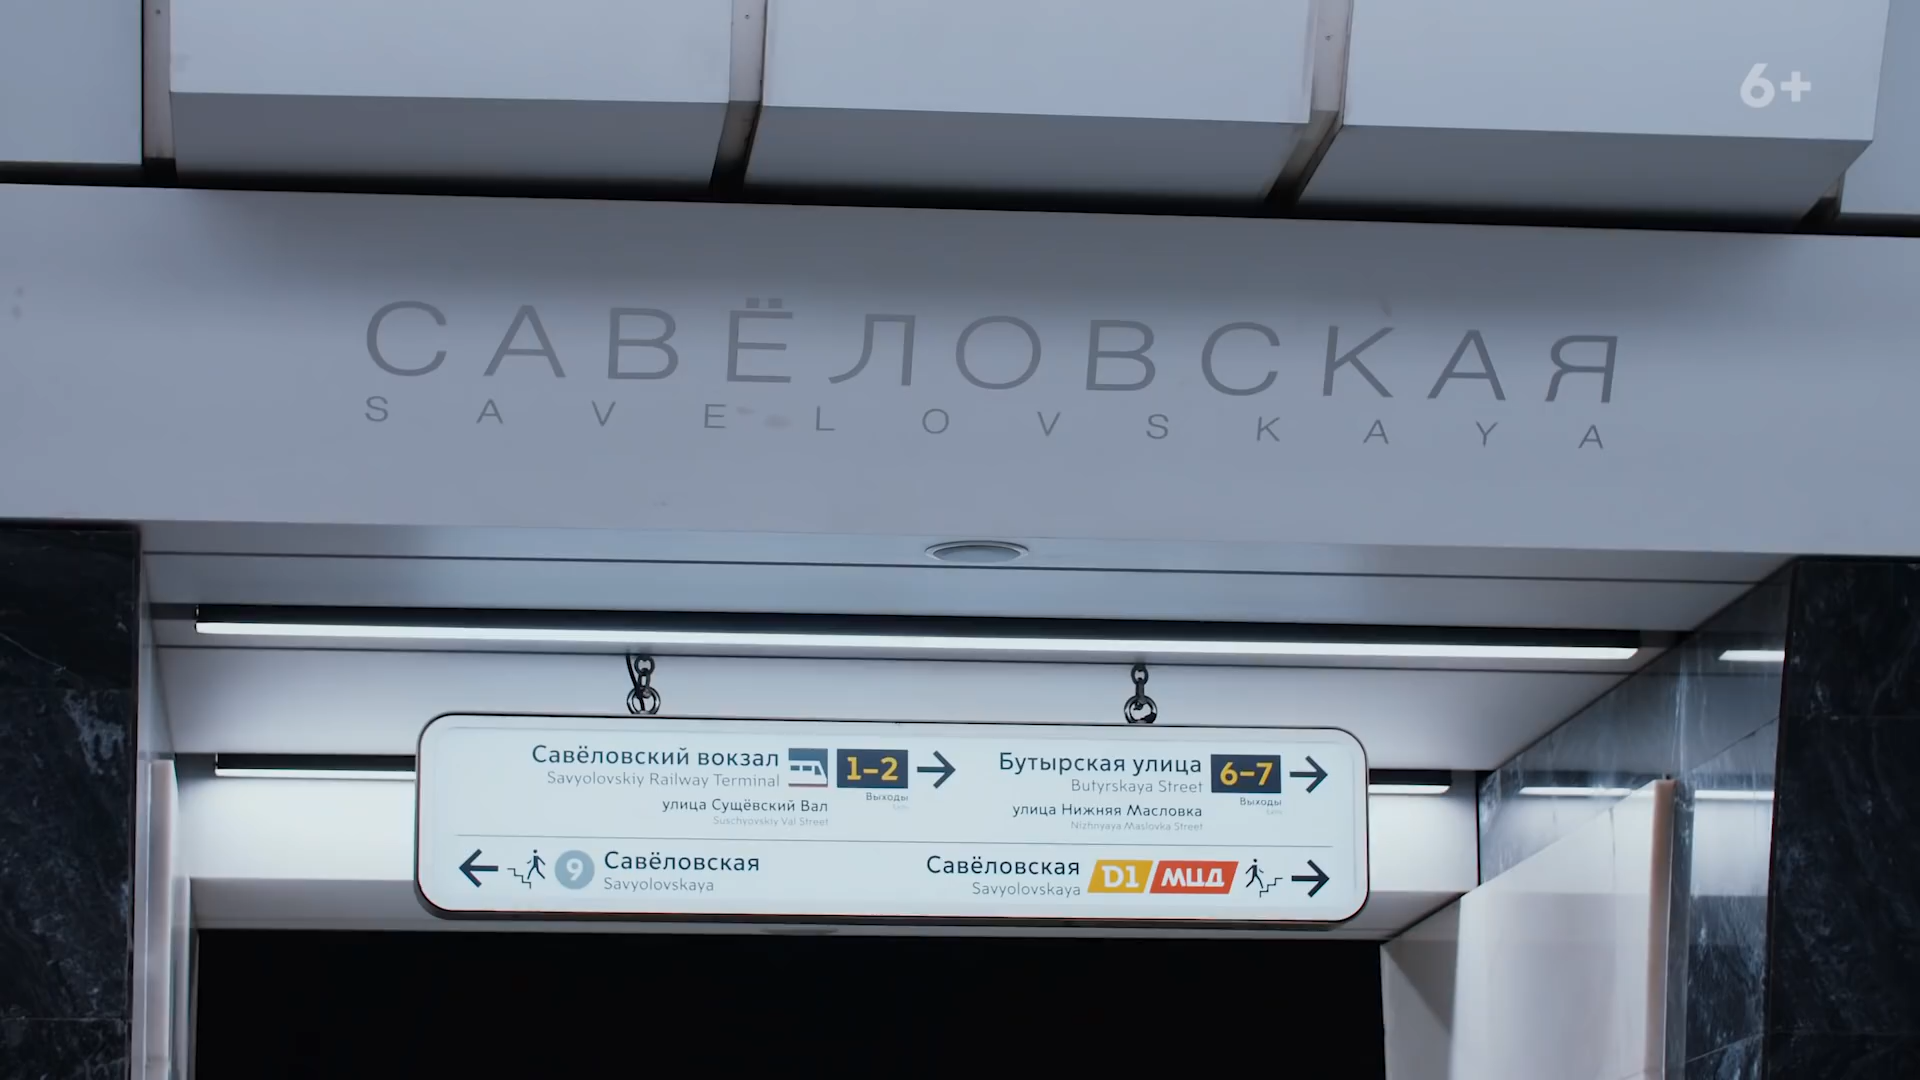 6+
САВЁЛОВСКАЯ
SAVELOVSKAYA
Савёловский вокзал 1-2
Savyolovskiy Railway Terminal
Выходы
улица Сущёвский Вал
Suschyovskiy Val Street
Бутырская улица 6-7
Butyrskaya Street
Выходы
улица Нижняя Масловка
Nizhnyaya Maslovka Street
9 Савёловская
Savyolovskaya
Савёловская D1 МЦД
Savyolovskaya